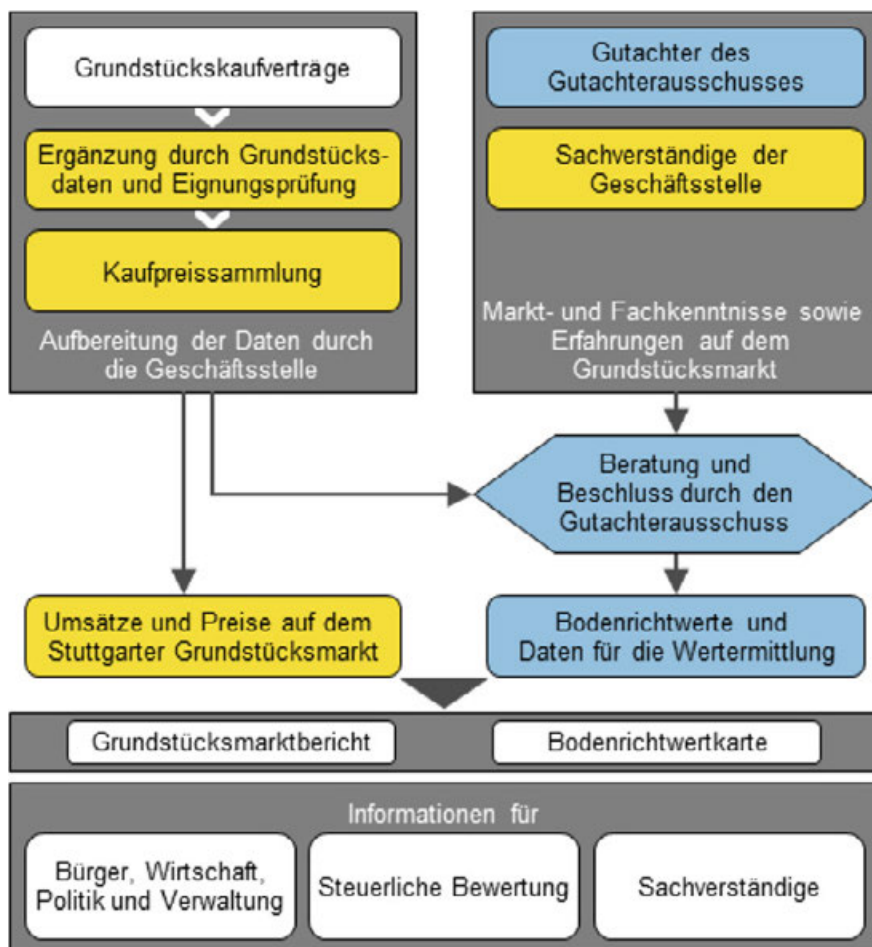 Grundstückskaufverträge
Ergänzung durch Grundstücks-
daten und Eignungsprüfung
Kaufpreissammlung
Aufbereitung der Daten durch
die Geschäftsstelle
Gutachter des
Gutachterausschusses
Sachverständige der
Geschäftsstelle
Markt- und Fachkenntnisse sowie
Erfahrungen auf dem
Grundstücksmarkt
Beratung und
Beschluss durch den
Gutachterausschuss
Umsätze und Preise auf dem
Stuttgarter Grundstücksmarkt
Bodenrichtwerte und
Daten für die Wertermittlung
Grundstücksmarktbericht
Bodenrichtwertkarte
Informationen für
Bürger, Wirtschaft,
Politik und Verwaltung
Steuerliche Bewertung
Sachverständige